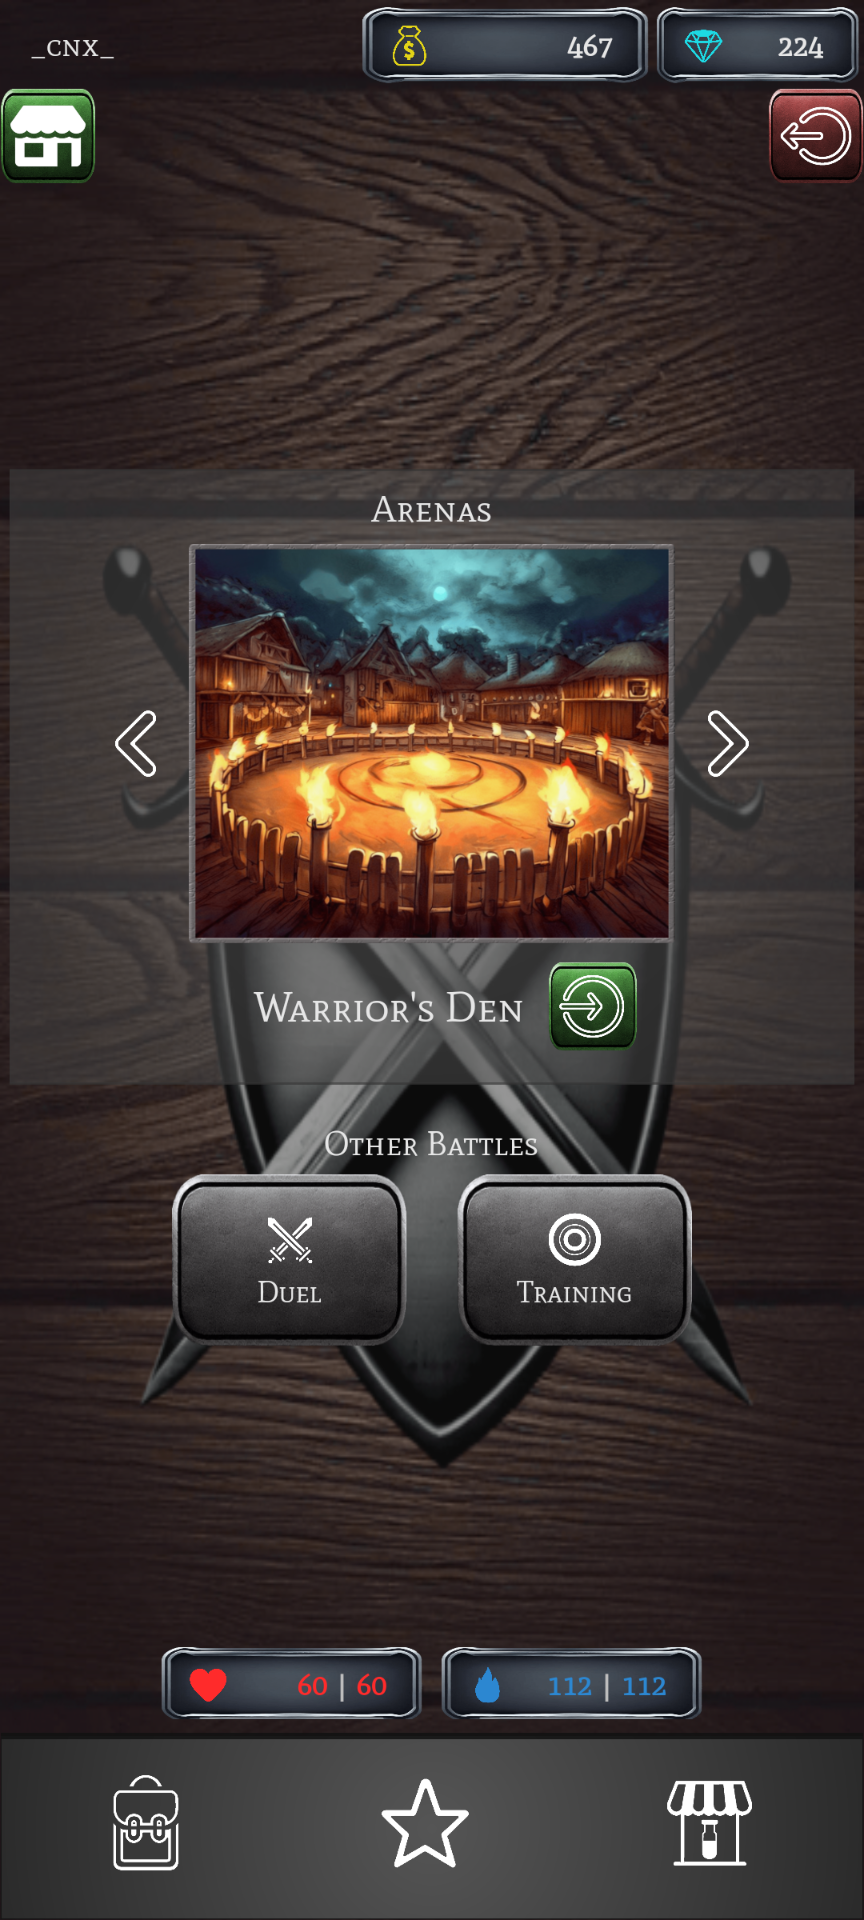 _CNX_
467
224
Arenas
Warrior's Den
Other Battles
Duel
Training
60 | 60
112 | 112